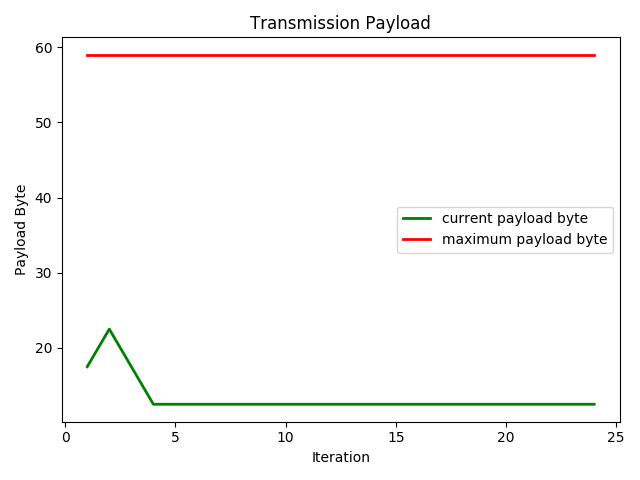 Transmission Payload
60
50
40
30
20
Payload Byte
current payload byte
maximum payload byte
0 5 10 15 20 25
Iteration